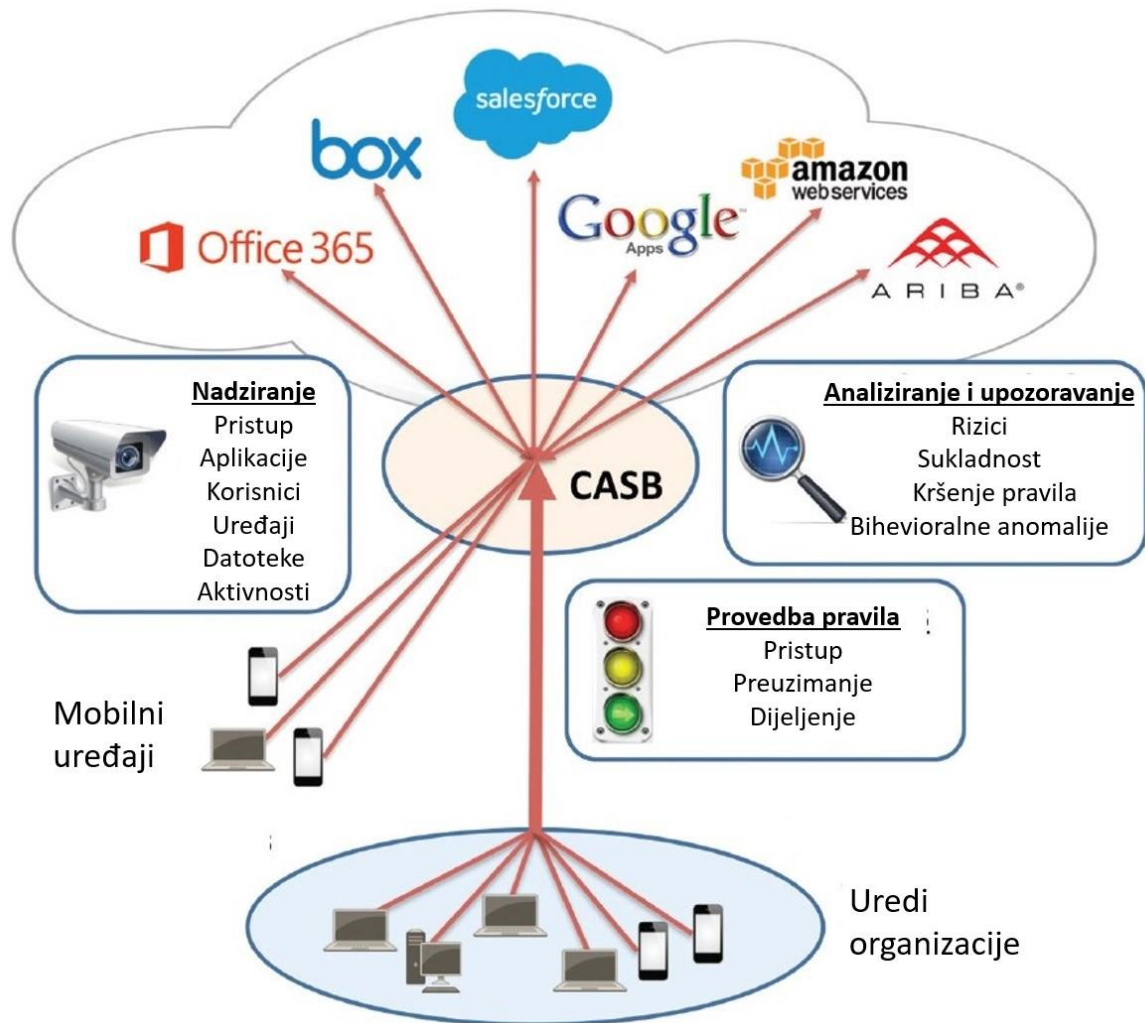 salesforce
box
amazon
webservices
Google™
Apps
Office 365
ARIBA®
Nadziranje
Pristup
Aplikacije
Korisnici
Uređaji
Datoteke
Aktivnosti
CASB
Analiziranje i upozoravanje
Rizici
Sukladnost
Kršenje pravila
Bihevioralne anomalije
Provedba pravila
Pristup
Preuzimanje
Dijeljenje
Mobilni
uređaji
Uredi
organizacije